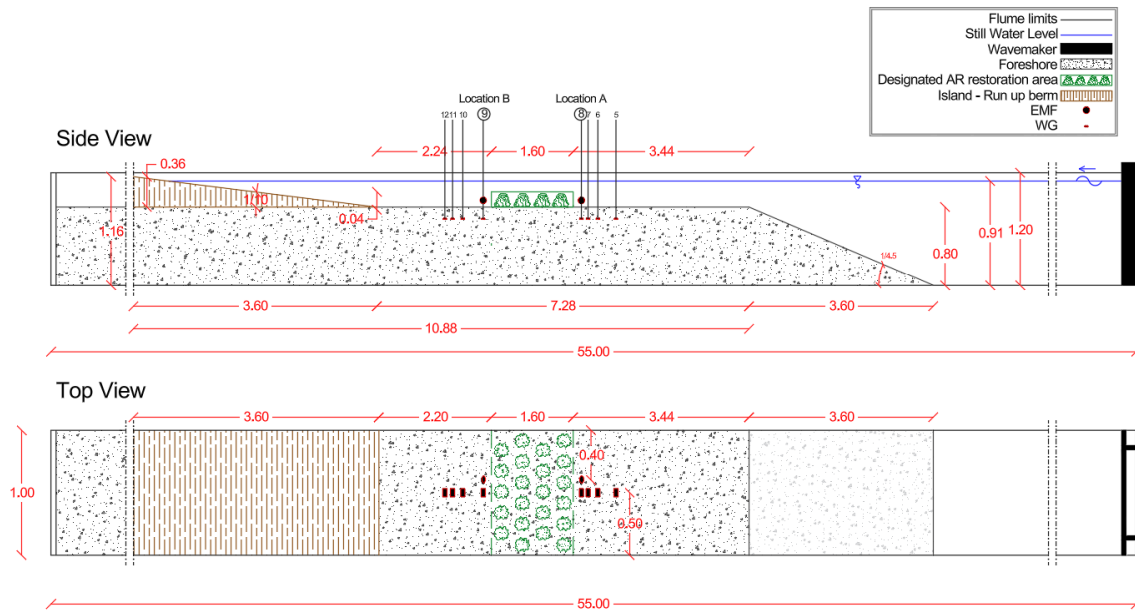 Flume limits
Still Water Level
Wavemaker
Foreshore
Designated AR restoration area
Island - Run up berm
EMF
WG
Side View
Location B
Location A
12 11 10 9
8 7 6 5
2.24 1.60 3.44
0.36
1/10
0.04
1.16
0.80
0.91
1.20
1/4.5
3.60 7.28 3.60
10.88
55.00
Top View
3.60 2.20 1.60 3.44 3.60
0.40
1.00
0.50
55.00